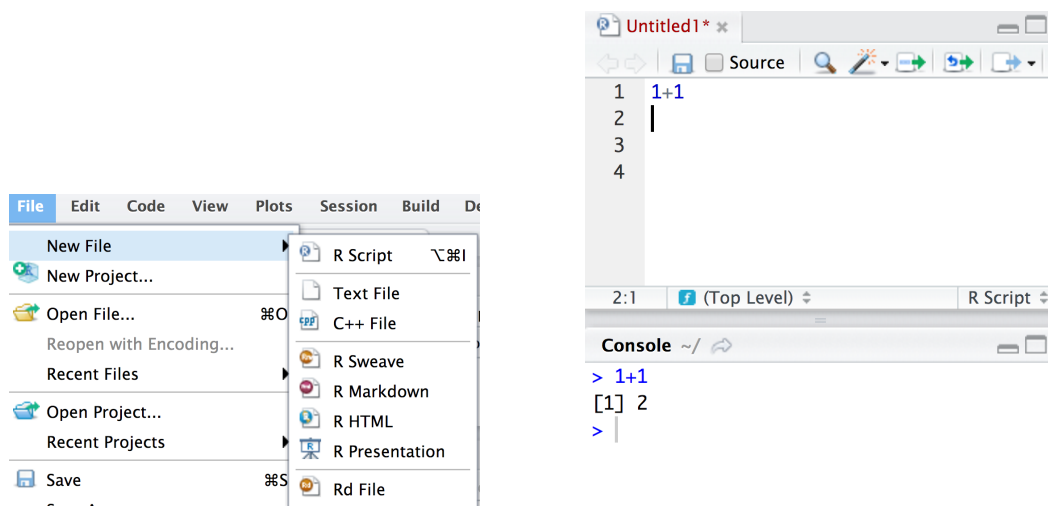 File Edit Code View Plots Session Build
New File
New Project...
Open File... ⌘O
Reopen with Encoding...
Recent Files
Open Project...
Recent Projects
Save ⌘S
R Script ⌥⌘I
Text File
C++ File
R Sweave
R Markdown
R HTML
R Presentation
Rd File
Untitled1*
Source
1 1+1
2
3
4
2:1 (Top Level) R Script
Console ~/
> 1+1
[1] 2
>